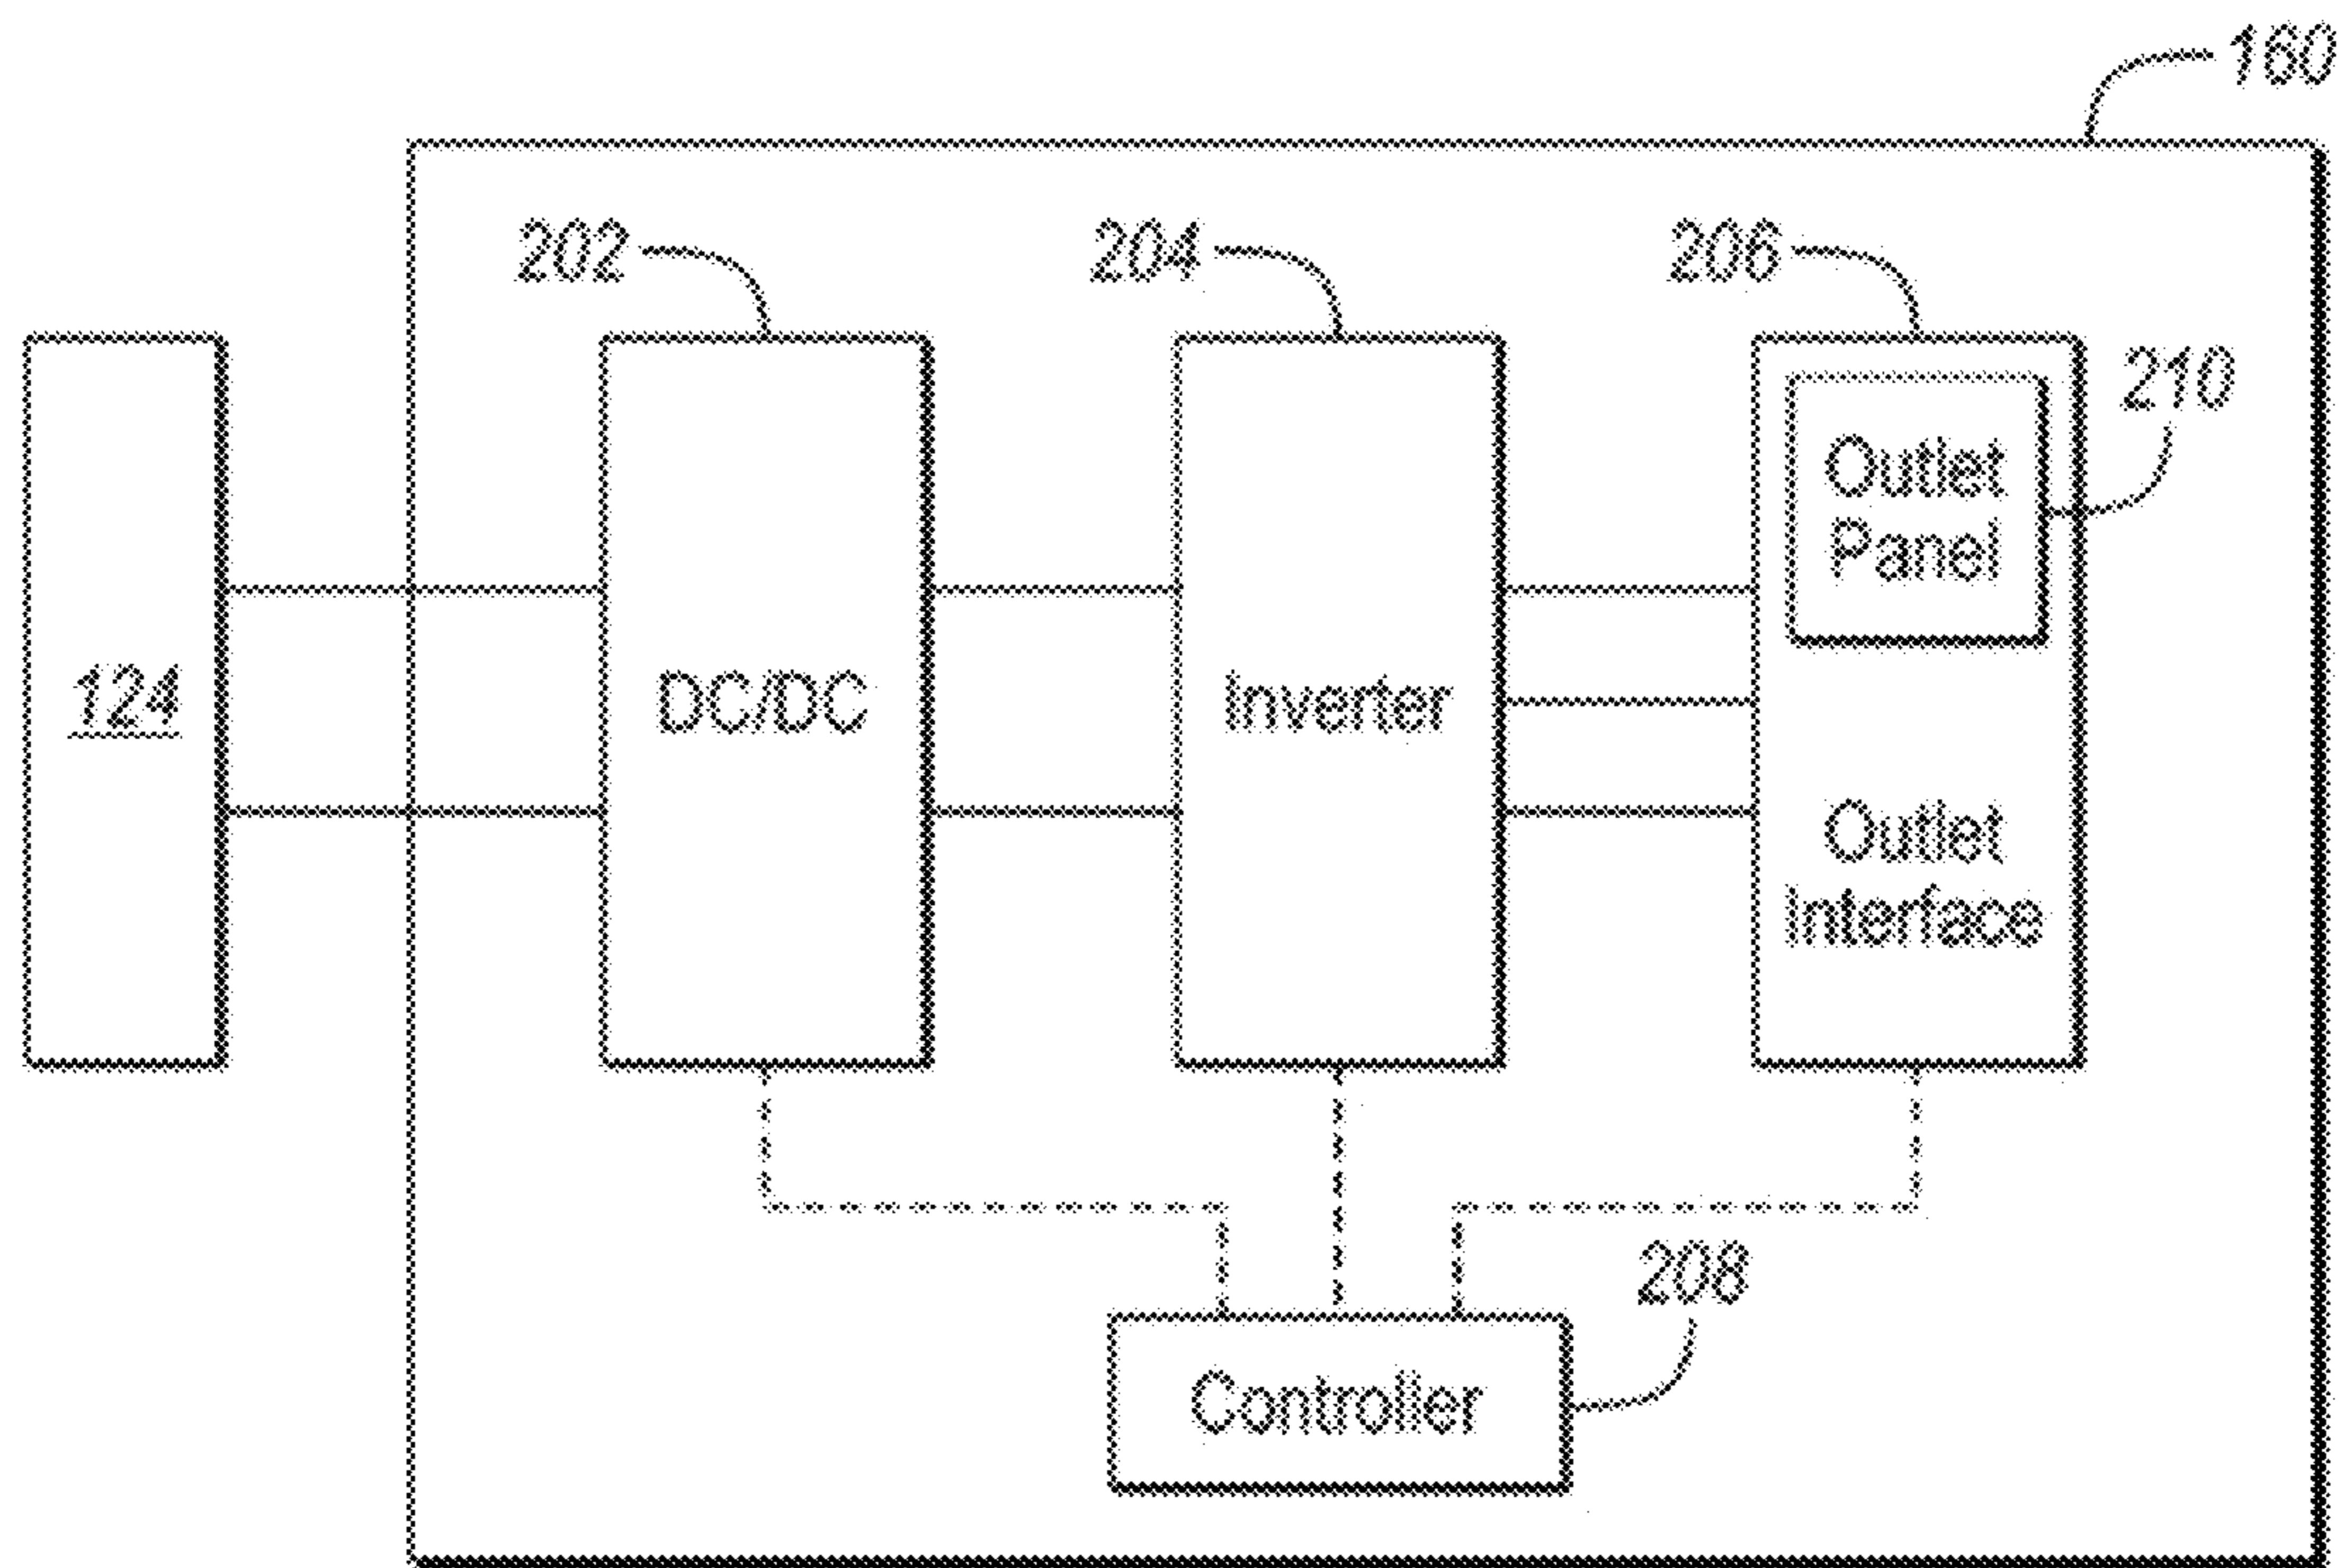 160
202
204
206
210
Outlet
Panel
124
DC/DC
Inverter
Outlet
Interface
208
Controller